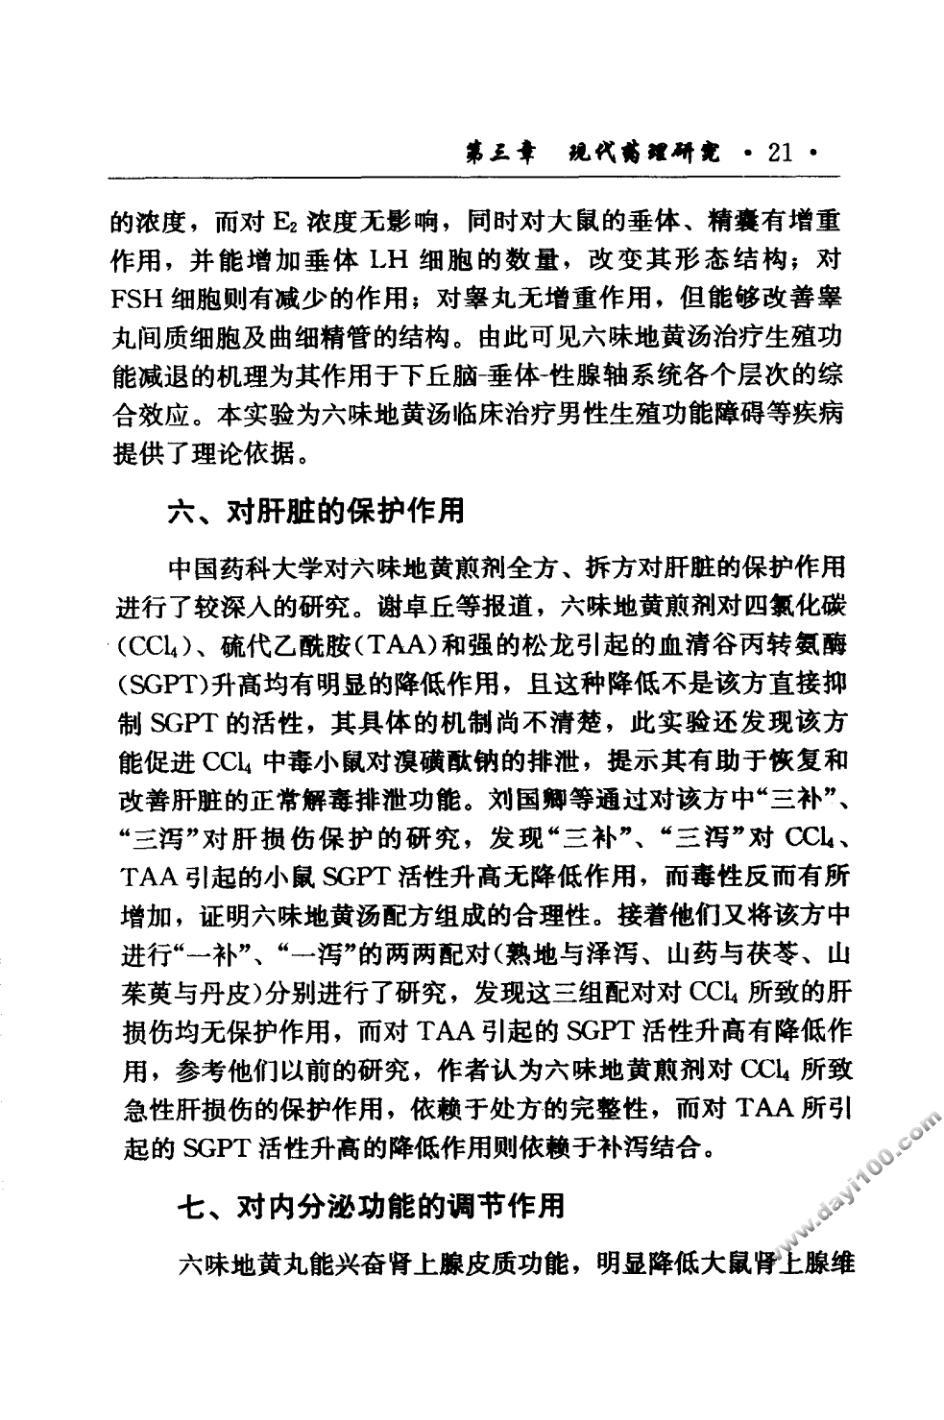 第三章　现代药理研究 · 21 ·
的浓度，而对 E₂ 浓度无影响，同时对大鼠的垂体、精囊有增重
作用，并能增加垂体 LH 细胞的数量，改变其形态结构；对
FSH 细胞则有减少的作用；对睾丸无增重作用，但能够改善睾
丸间质细胞及曲细精管的结构。由此可见六味地黄汤治疗生殖功
能减退的机理为其作用于下丘脑-垂体-性腺轴系统各个层次的综
合效应。本实验为六味地黄汤临床治疗男性生殖功能障碍等疾病
提供了理论依据。
六、对肝脏的保护作用
中国药科大学对六味地黄煎剂全方、拆方对肝脏的保护作用
进行了较深入的研究。谢卓丘等报道，六味地黄煎剂对四氯化碳
(CCl₄)、硫代乙酰胺(TAA)和强的松龙引起的血清谷丙转氨酶
(SGPT)升高均有明显的降低作用，且这种降低不是该方直接抑
制 SGPT 的活性，其具体的机制尚不清楚，此实验还发现该方
能促进 CCl₄ 中毒小鼠对溴磺酞钠的排泄，提示其有助于恢复和
改善肝脏的正常解毒排泄功能。刘国卿等通过对该方中“三补”、
“三泻”对肝损伤保护的研究，发现“三补”、“三泻”对 CCl₄、
TAA 引起的小鼠 SGPT 活性升高无降低作用，而毒性反而有所
增加，证明六味地黄汤配方组成的合理性。接着他们又将该方中
进行“一补”、“一泻”的两两配对(熟地与泽泻、山药与茯苓、山
茱萸与丹皮)分别进行了研究，发现这三组配对对 CCl₄ 所致的肝
损伤均无保护作用，而对 TAA 引起的 SGPT 活性升高有降低作
用，参考他们以前的研究，作者认为六味地黄煎剂对 CCl₄ 所致
急性肝损伤的保护作用，依赖于处方的完整性，而对 TAA 所引
起的 SGPT 活性升高的降低作用则依赖于补泻结合。
七、对内分泌功能的调节作用
六味地黄丸能兴奋肾上腺皮质功能，明显降低大鼠肾上腺维
www.dayi100.com